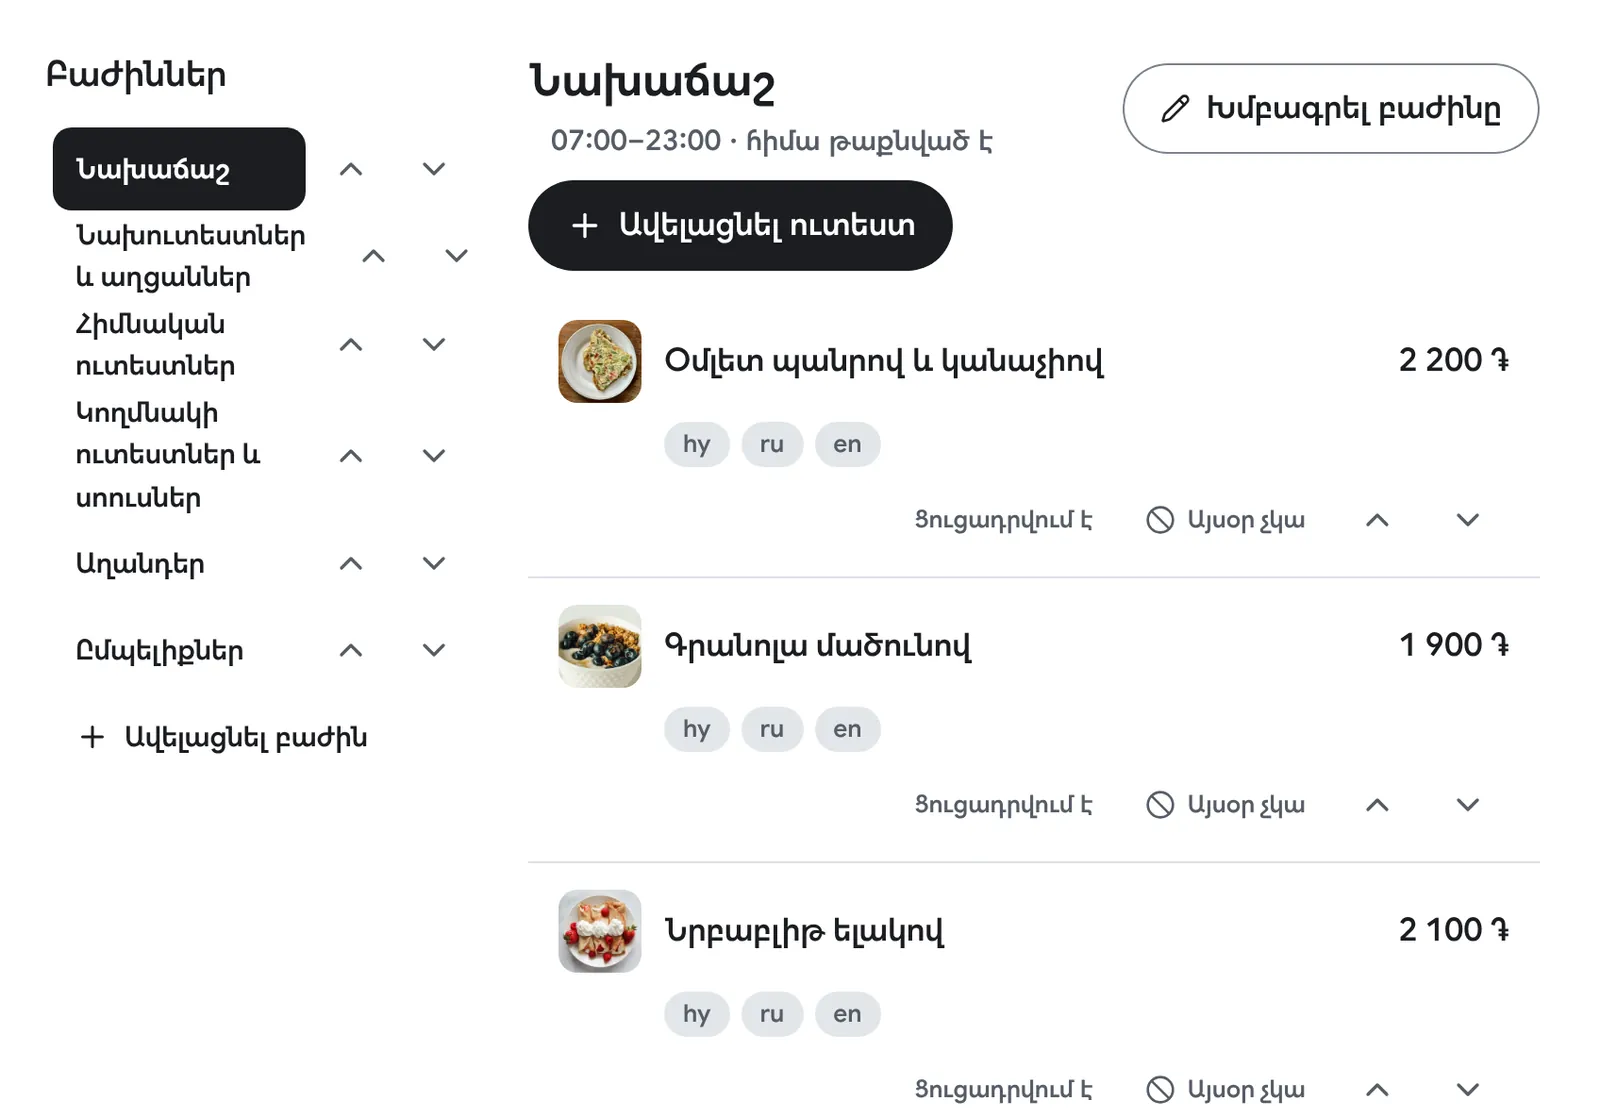 Բաժիններ
Նախաճաշ
Նախուտեստներ
և աղցաններ
Հիմնական
ուտեստներ
Կողմնակի
ուտեստներ և
սոուսներ
Աղանդեր
Ըմպելիքներ
+ Ավելացնել բաժին
Նախաճաշ
07:00–23:00 · հիմա թաքնված է
Խմբագրել բաժինը
+ Ավելացնել ուտեստ
Օմլետ պանրով և կանաչիով 2 200 ֏
hy ru en
Ցուցադրվում է Այսօր չկա
Գրանոլա մածունով 1 900 ֏
hy ru en
Ցուցադրվում է Այսօր չկա
Նրբաբլիթ ելակով 2 100 ֏
hy ru en
Ցուցադրվում է Այսօր չկա